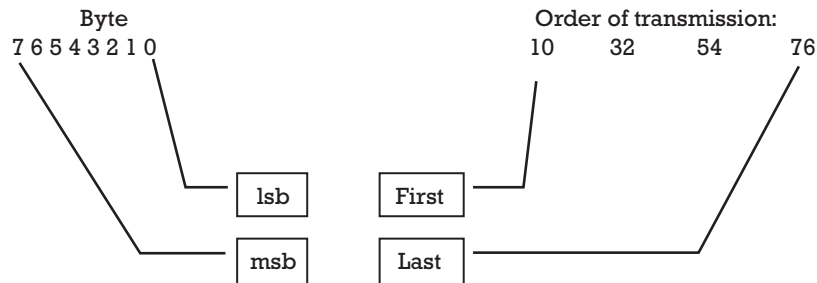 Byte
7 6 5 4 3 2 1 0
Order of transmission:
10 32 54 76
lsb
First
msb
Last